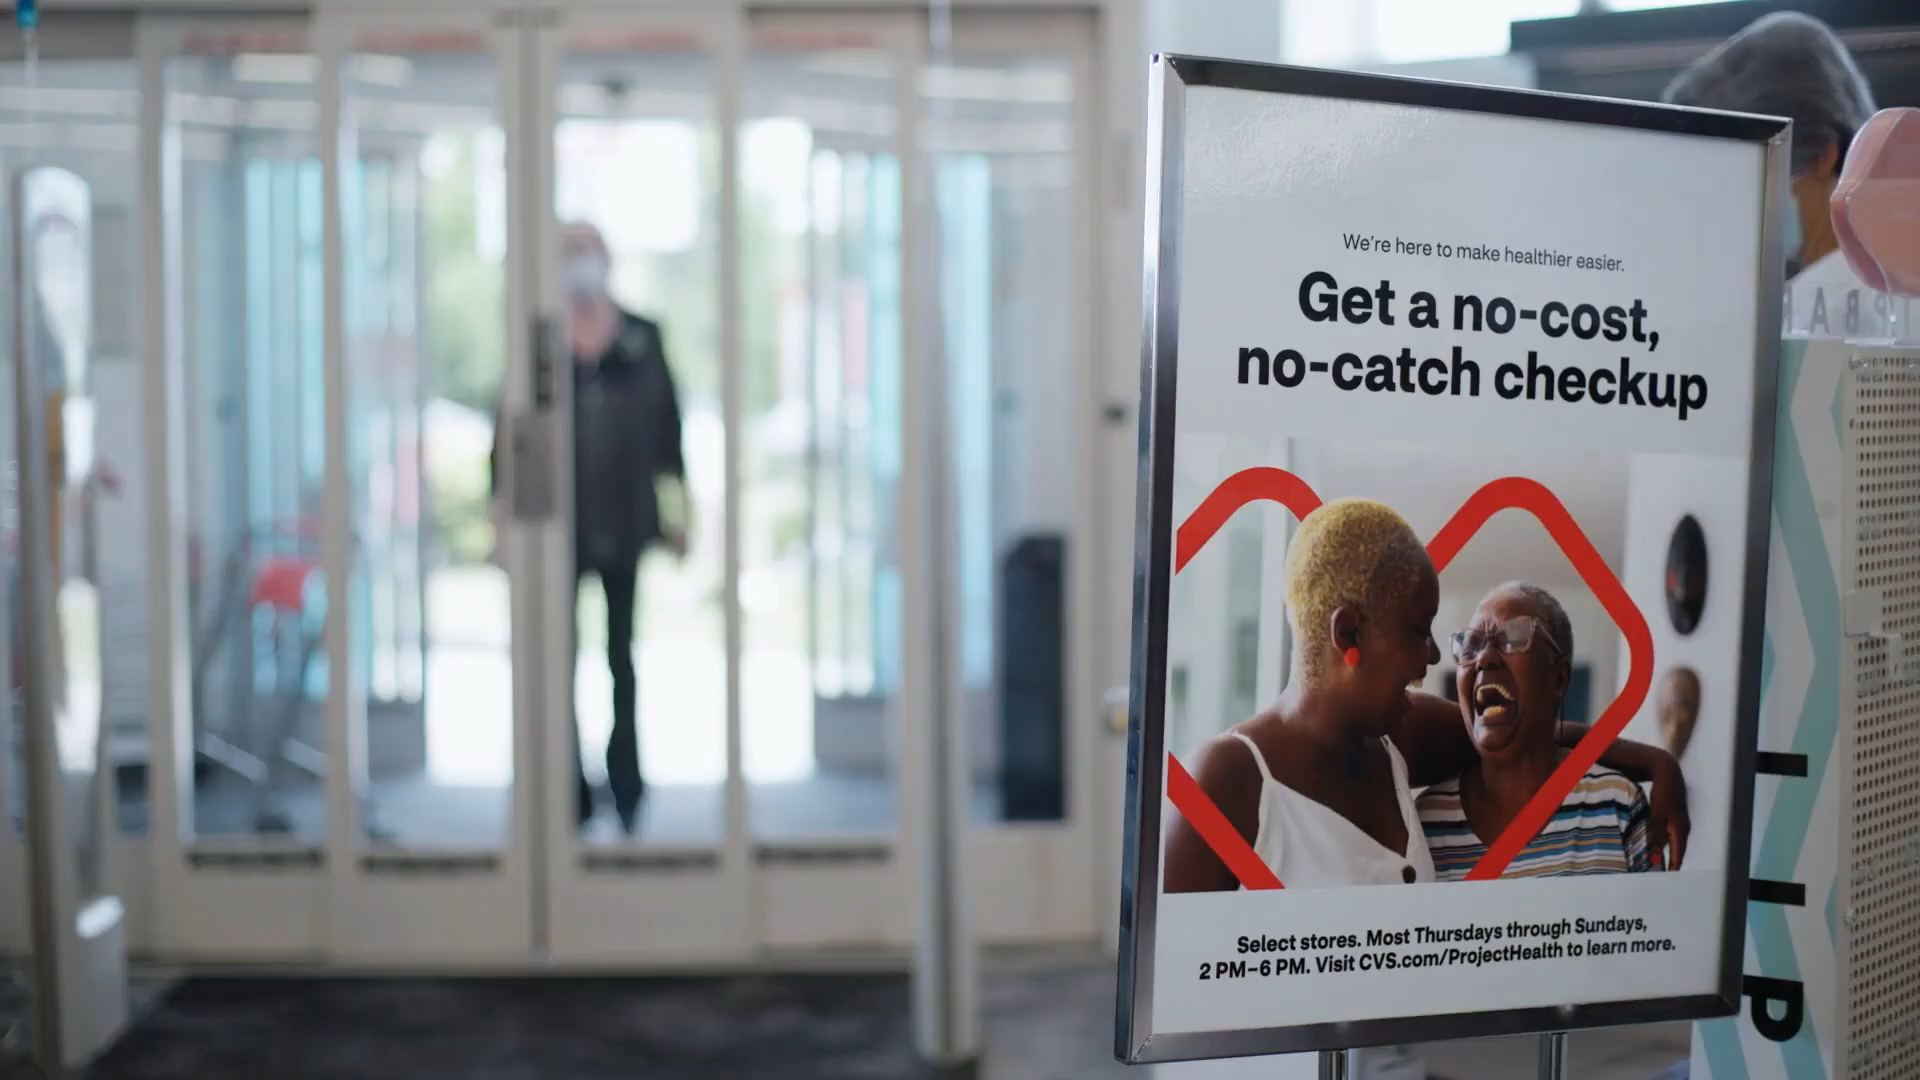 We're here to make healthier easier.
Get a no-cost,
no-catch checkup
Select stores. Most Thursdays through Sundays,
2 PM–6 PM. Visit CVS.com/ProjectHealth to learn more.
LIP